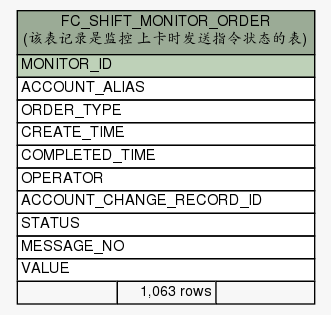 FC_SHIFT_MONITOR_ORDER
(该表记录是监控上卡时发送指令状态的表)
MONITOR_ID
ACCOUNT_ALIAS
ORDER_TYPE
CREATE_TIME
COMPLETED_TIME
OPERATOR
ACCOUNT_CHANGE_RECORD_ID
STATUS
MESSAGE_NO
VALUE
1,063 rows